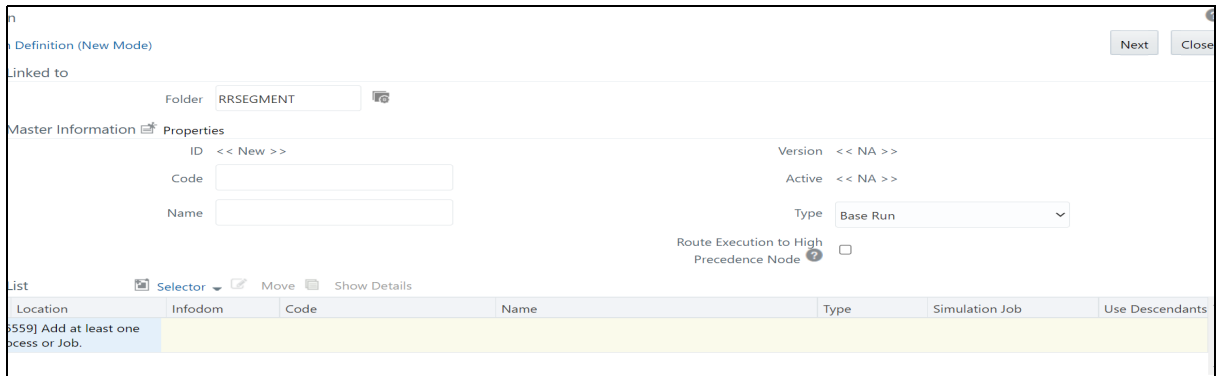 n
n Definition (New Mode) Next Close
Linked to
Folder RRSEGMENT
Master Information Properties
ID << New >> Version << NA >>
Code Active << NA >>
Name Type Base Run
Route Execution to High
Precedence Node ?
List Selector Move Show Details
Location Infodom Code Name Type Simulation Job Use Descendants
5559] Add at least one
ocess or Job.